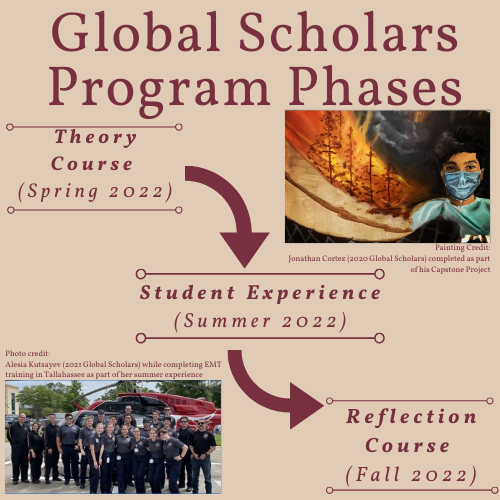 Global Scholars
Program Phases
Theory
Course
(Spring 2022)
Painting Credit:
Jonathan Cortez (2020 Global Scholars) completed as part
of his Capstone Project
Student Experience
(Summer 2022)
Photo credit:
Alesia Kutsayev (2021 Global Scholars) while completing EMT
training in Tallahassee as part of her summer experience
Reflection
Course
(Fall 2022)